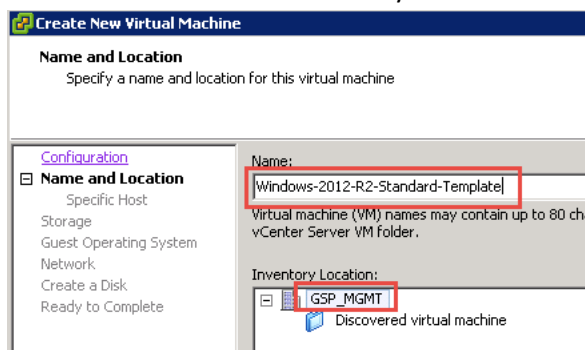 Create New Virtual Machine
Name and Location
Specify a name and location for this virtual machine
Configuration
Name and Location
Specific Host
Storage
Guest Operating System
Network
Create a Disk
Ready to Complete
Name:
Windows-2012-R2-Standard-Template
Virtual machine (VM) names may contain up to 80 ch
vCenter Server VM folder.
Inventory Location:
GSP_MGMT
Discovered virtual machine